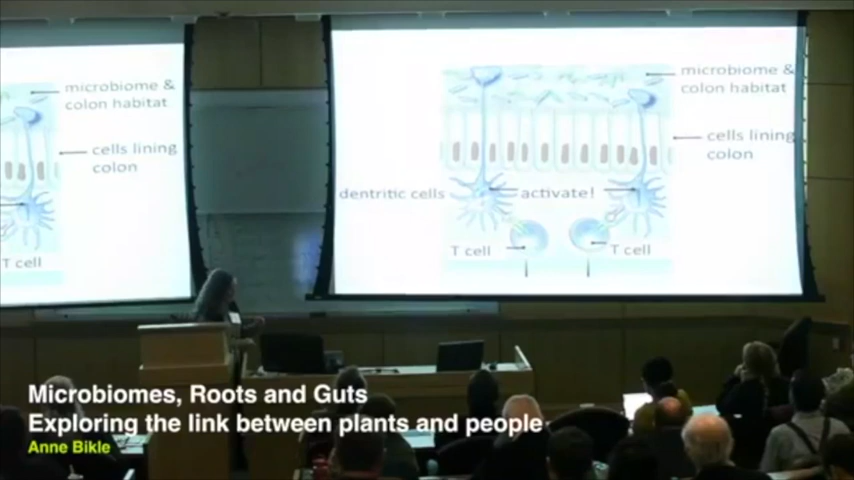 microbiome &
colon habitat
cells lining
colon
T cell
microbiome &
colon habitat
cells lining
colon
dentritic cells
activate!
T cell
T cell
Microbiomes, Roots and Guts
Exploring the link between plants and people
Anne Bikle